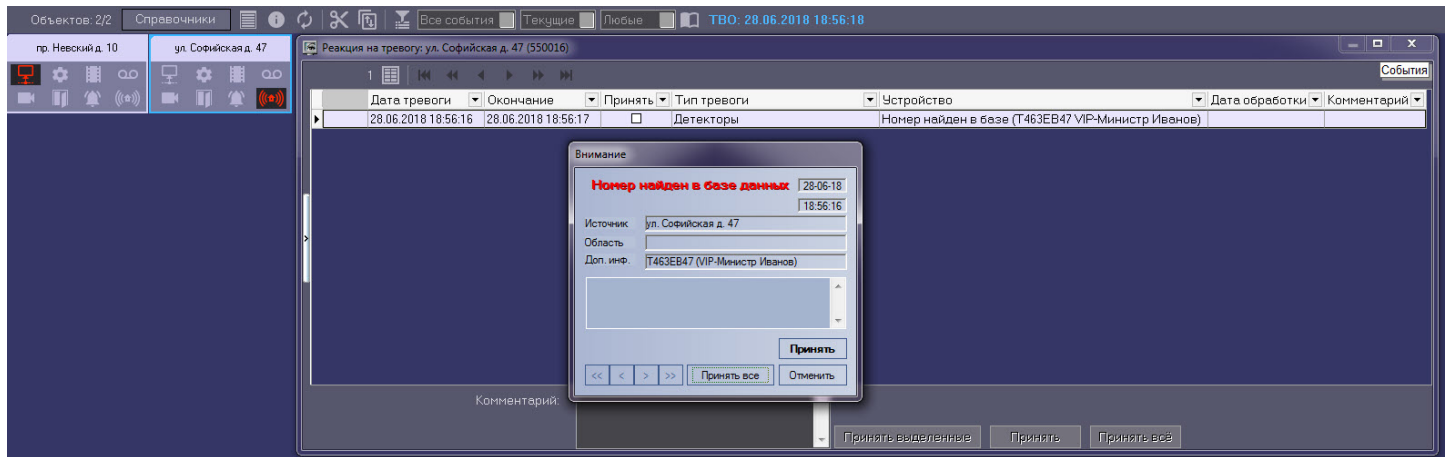 Объектов: 2/2 Справочники Все события Текущие Любые ТВО: 28.06.2018 18:56:18
пр. Невский д. 10 ул. Софийская д. 47
Реакция на тревогу: ул. Софийская д. 47 (550016)
1
События
Дата тревоги Окончание Принять Тип тревоги Устройство Дата обработки Комментарий
28.06.2018 18:56:16 28.06.2018 18:56:17 Детекторы Номер найден в базе (Т463ЕВ47 VIP-Министр Иванов)
Внимание
Номер найден в базе данных 28-06-18
18:56:16
Источник ул. Софийская д. 47
Область
Доп. инф. Т463ЕВ47 (VIP-Министр Иванов)
Принять
<< < > >> Принять все Отменить
Комментарий:
Принять выделенные Принять Принять всё